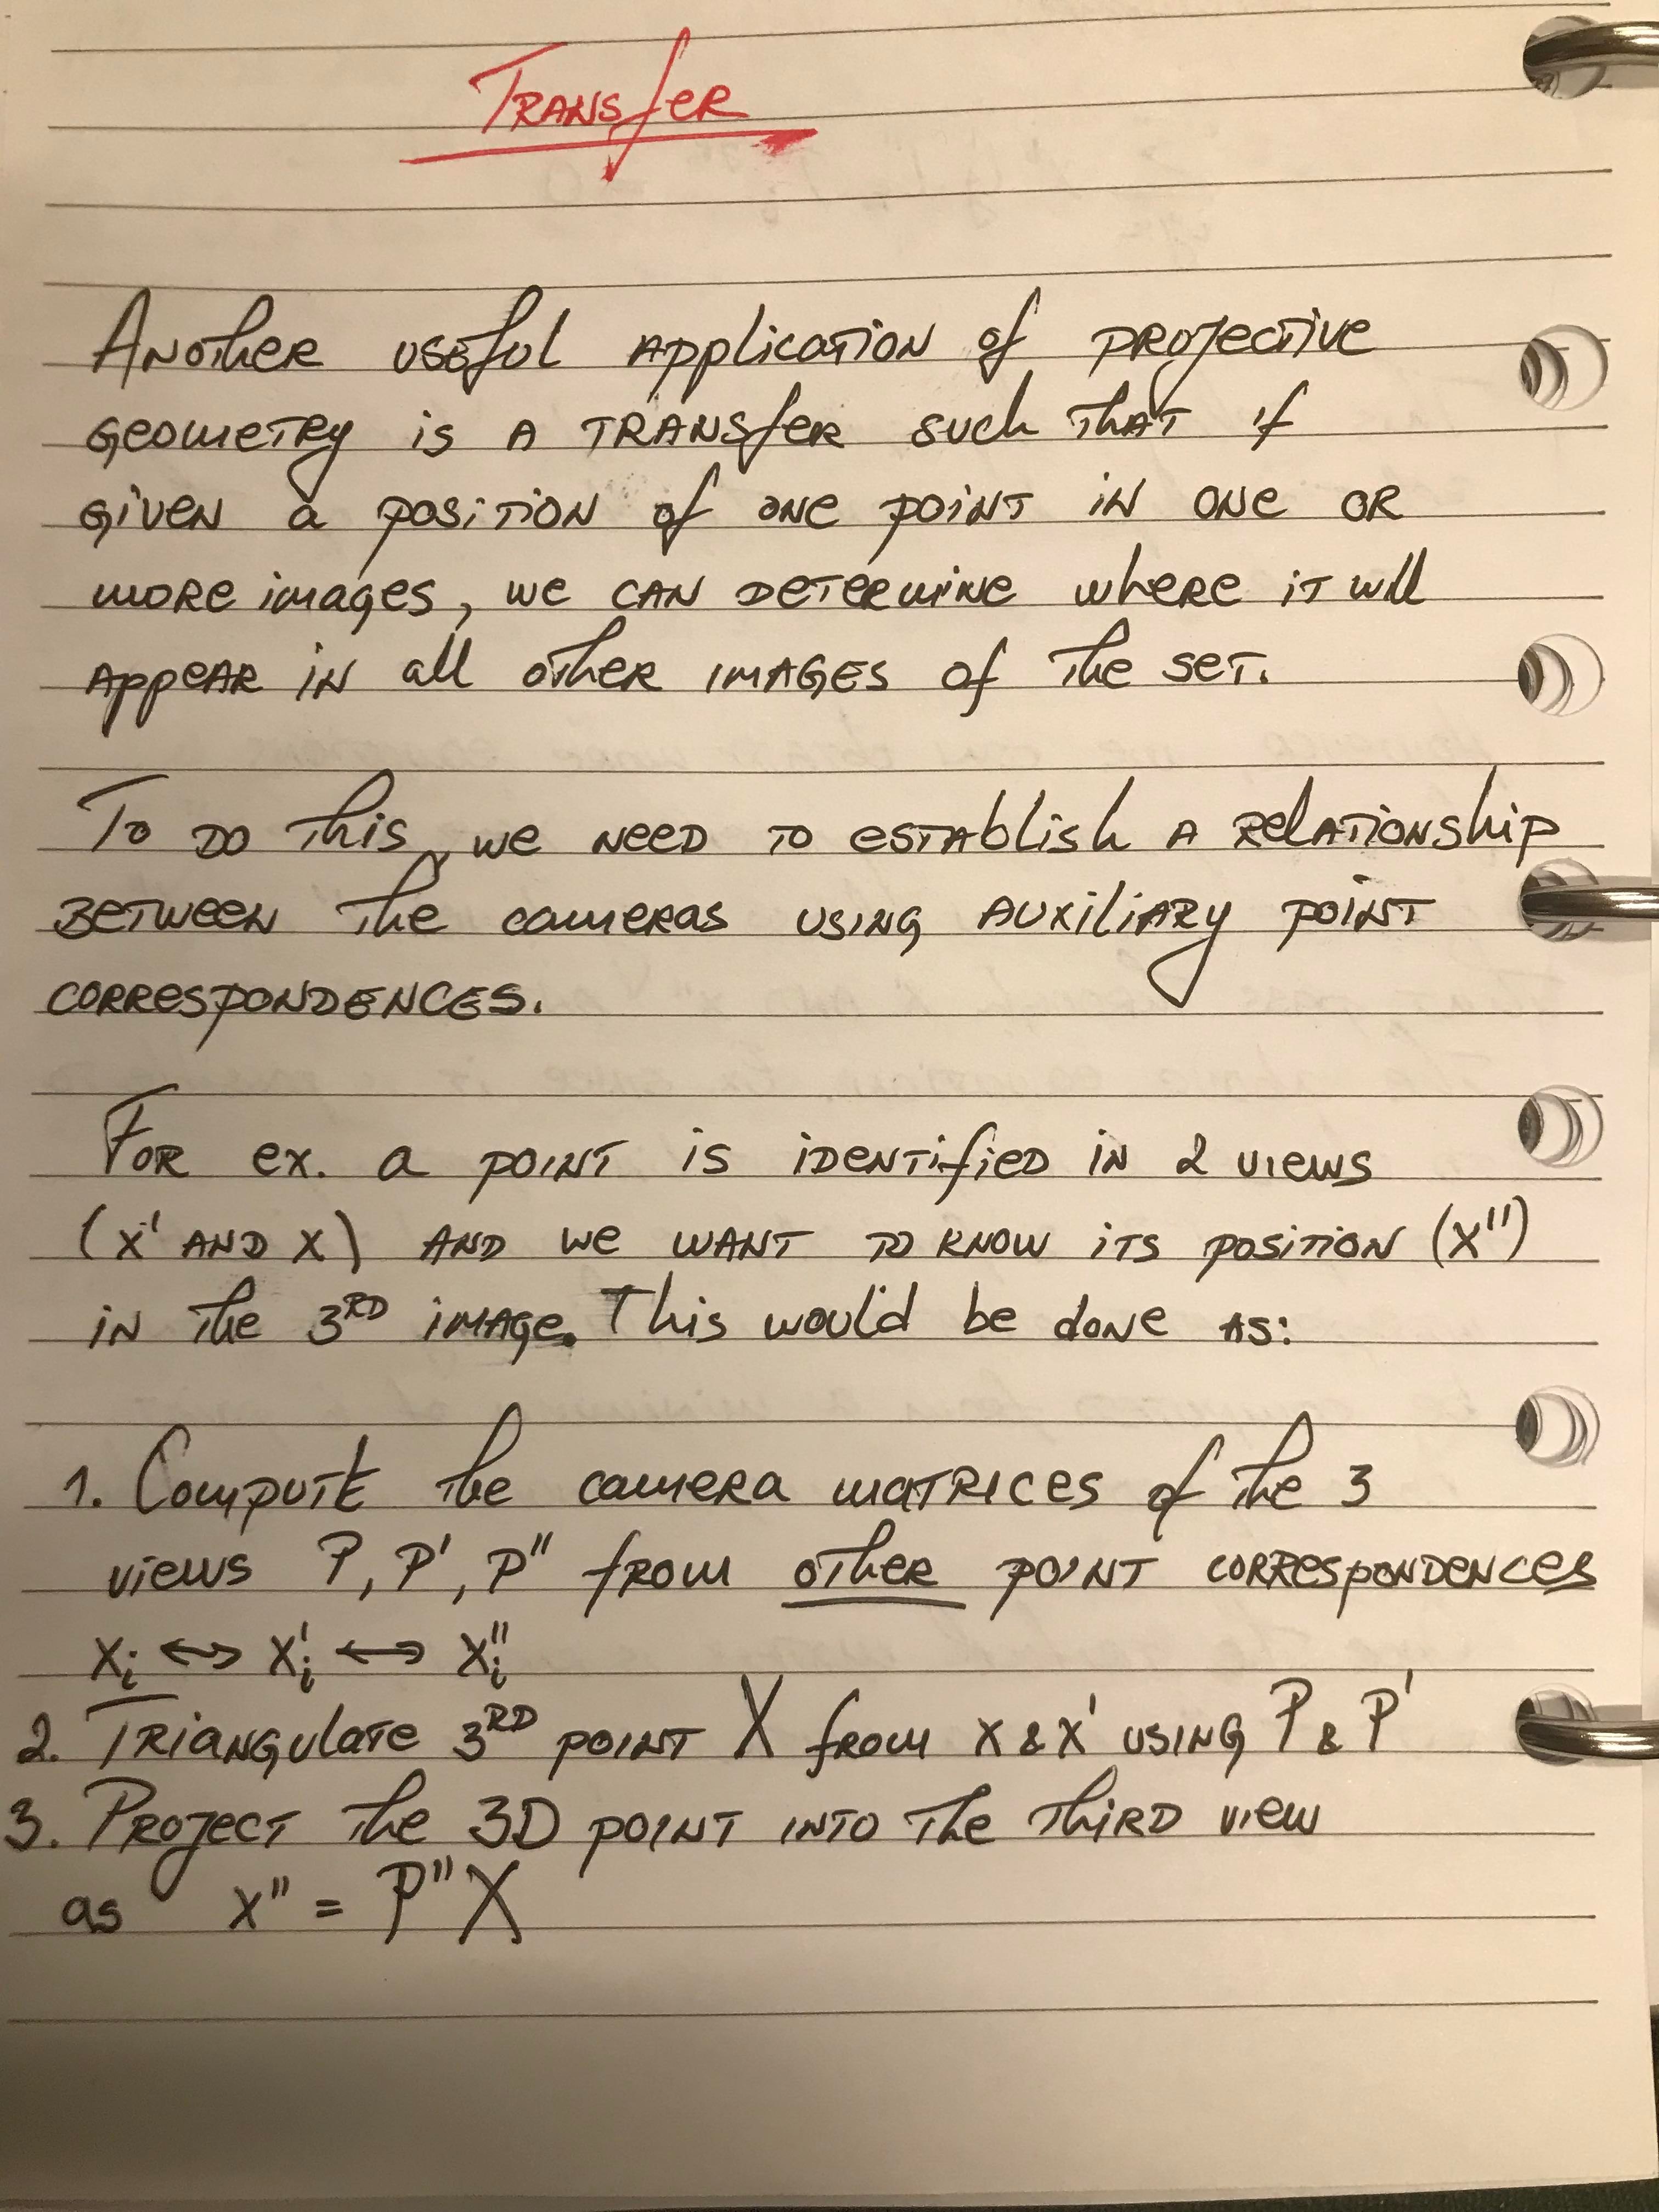 Transfer
Another useful application of projective
geometry is a transfer such that if
given a position of one point in one or
more images, we can determine where it will
appear in all other images of the set.
To do this, we need to establish a relationship
between the cameras using auxiliary point
correspondences.
For ex. a point is identified in 2 views
(x' and x) and we want to know its position (x'')
in the 3RD image. This would be done as:
1. Compute the camera matrices of the 3
views P, P', P'' from other point correspondences
xᵢ ↔ xᵢ' ↔ xᵢ''
2. Triangulate 3RD point X from x & x' using P & P'
3. Project the 3D point into the third view
as x'' = P''X